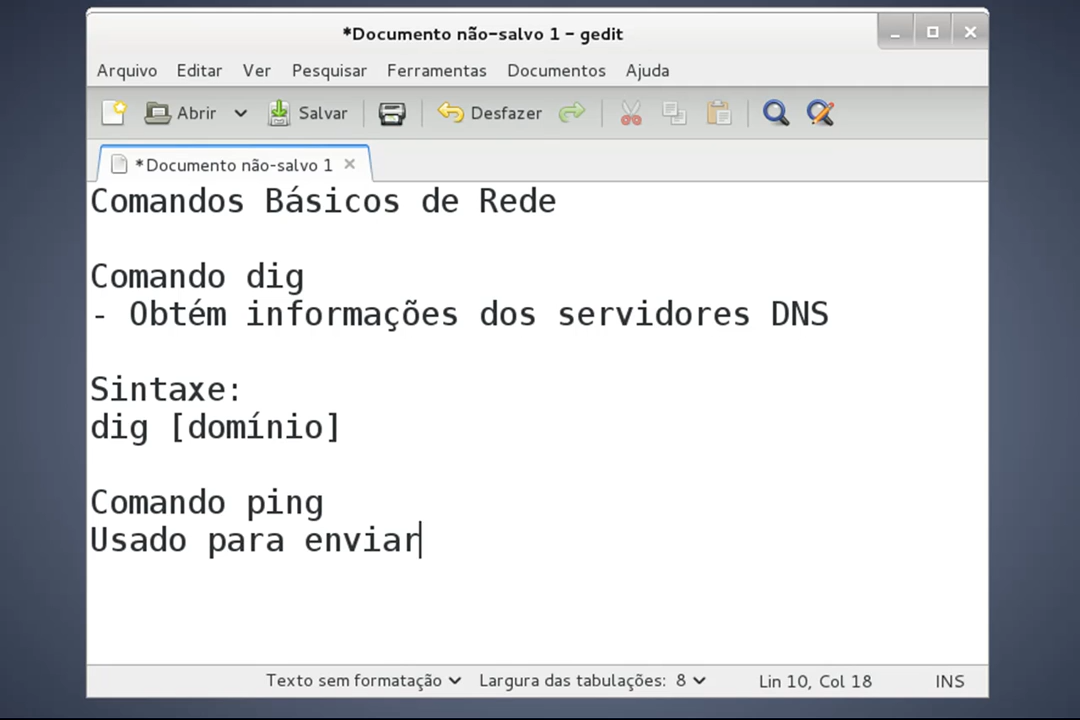 *Documento não-salvo 1 – gedit
Arquivo Editar Ver Pesquisar Ferramentas Documentos Ajuda
Abrir Salvar Desfazer
*Documento não-salvo 1
Comandos Básicos de Rede
Comando dig
- Obtém informações dos servidores DNS
Sintaxe:
dig [domínio]
Comando ping
Usado para enviar
Texto sem formatação Largura das tabulações: 8 Lin 10, Col 18 INS